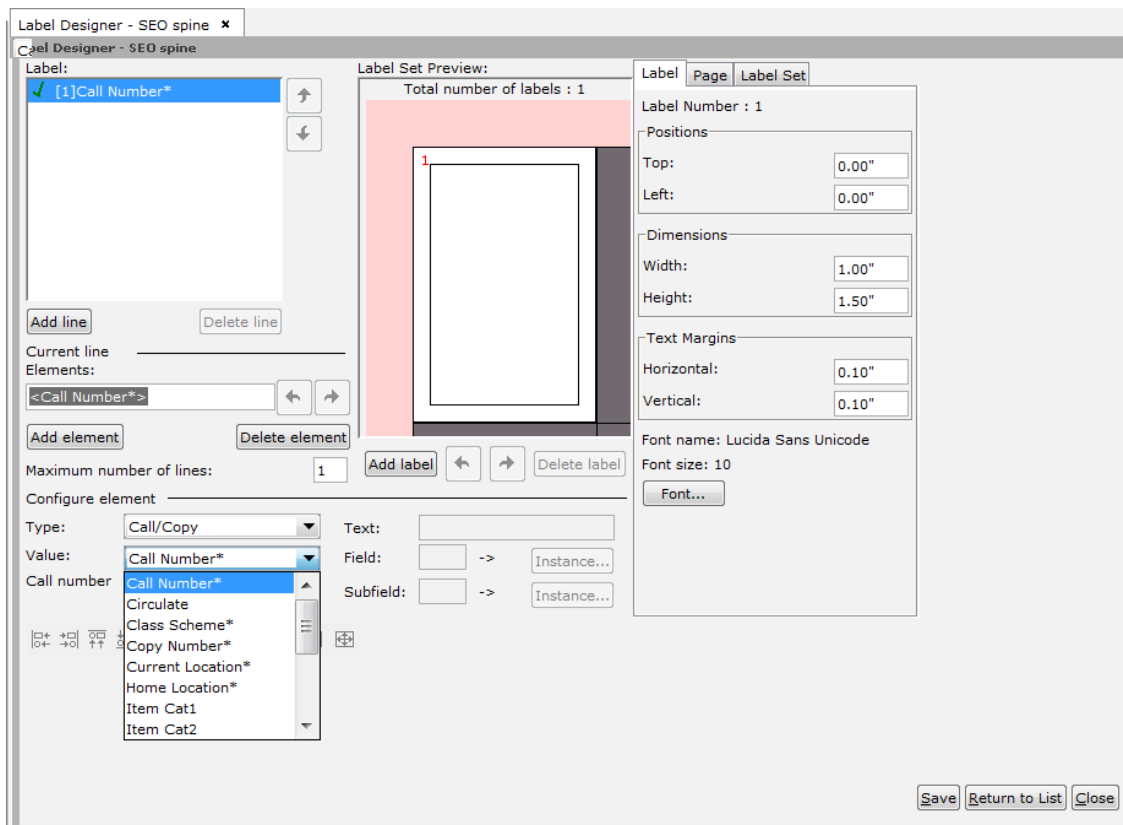 Label Designer - SEO spine ×
Ca
bel Designer - SEO spine
Label:
[1]Call Number*
Add line
Delete line
Current line
Elements:
<Call Number*>
Add element
Delete element
Maximum number of lines:
1
Label Set Preview:
Total number of labels : 1
1
Add label
Delete label
Configure element
Type:
Call/Copy
Value:
Call Number*
Call number
Call Number*
Circulate
Class Scheme*
Copy Number*
Current Location*
Home Location*
Item Cat1
Item Cat2
Text:
Field:
->
Instance...
Subfield:
->
Instance...
Label
Page
Label Set
Label Number : 1
Positions
Top:
0.00"
Left:
0.00"
Dimensions
Width:
1.00"
Height:
1.50"
Text Margins
Horizontal:
0.10"
Vertical:
0.10"
Font name: Lucida Sans Unicode
Font size: 10
Font...
Save
Return to List
Close